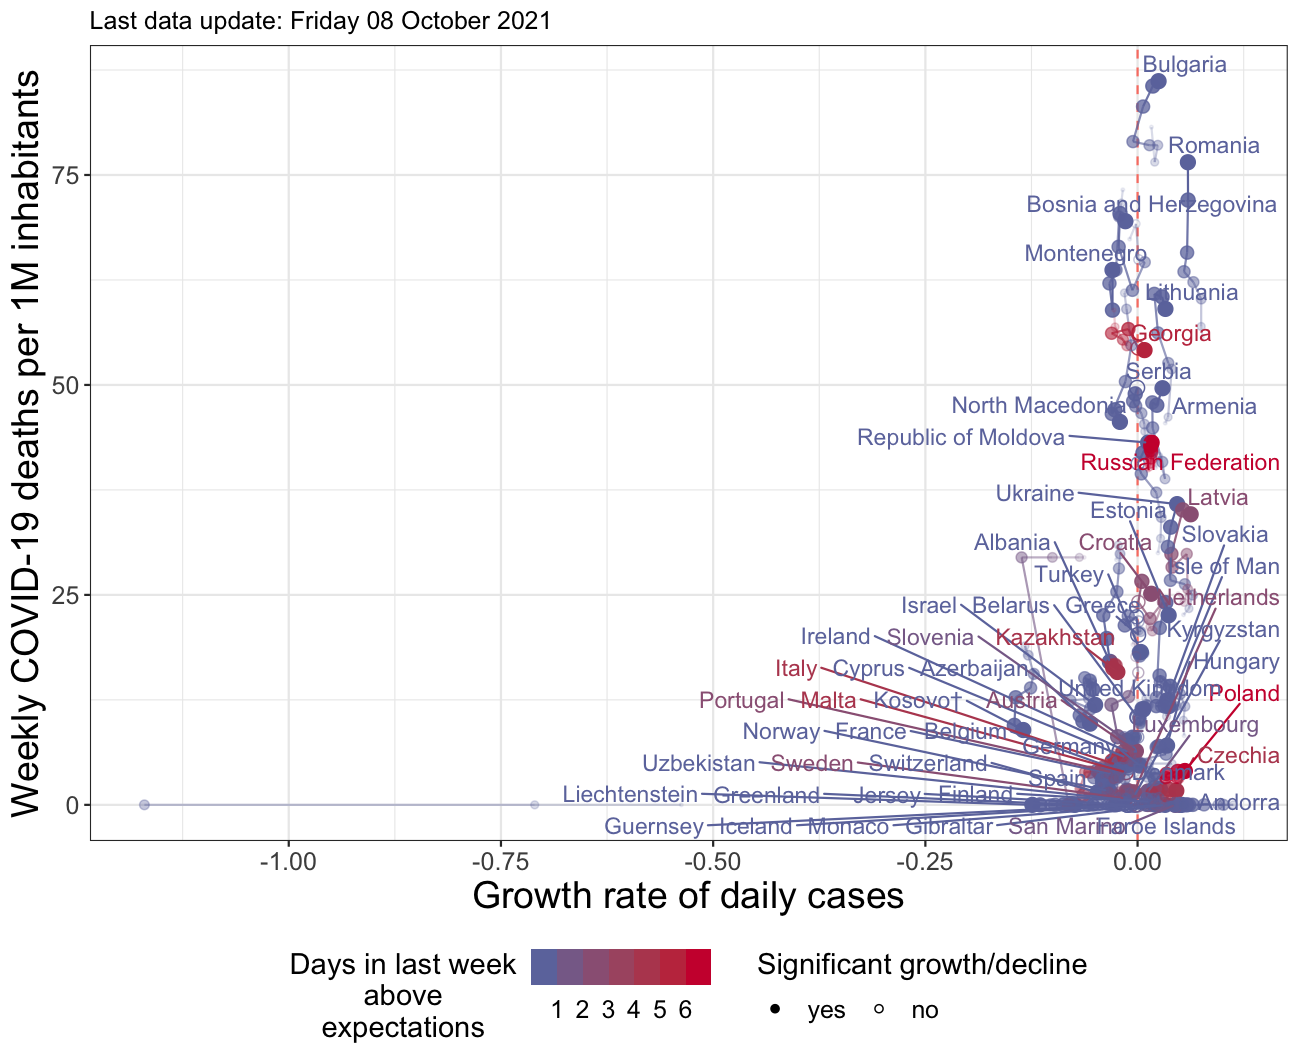 Last data update: Friday 08 October 2021
Weekly COVID-19 deaths per 1M inhabitants
75
50
25
0
Bulgaria
Romania
Bosnia and Herzegovina
Montenegro
Lithuania
Georgia
Serbia
North Macedonia
Armenia
Republic of Moldova
Russian Federation
Ukraine
Latvia
Estonia
Slovakia
Albania
Croatia
Turkey
Isle of Man
Israel
Belarus
Greece
Netherlands
Ireland
Slovenia
Kazakhstan
Kyrgyzstan
Italy
Cyprus
Azerbaijan
Hungary
Portugal
Malta
Kosovo†
Austria
United Kingdom
Poland
Norway
France
Belgium
Germany
Luxembourg
Uzbekistan
Sweden
Switzerland
Spain
Denmark
Czechia
Liechtenstein
Greenland
Jersey
Finland
Andorra
Guernsey
Iceland
Monaco
Gibraltar
San Marino
Faroe Islands
-1.00
-0.75
-0.50
-0.25
0.00
Growth rate of daily cases
Days in last week
above
expectations
1 2 3 4 5 6
Significant growth/decline
yes
no